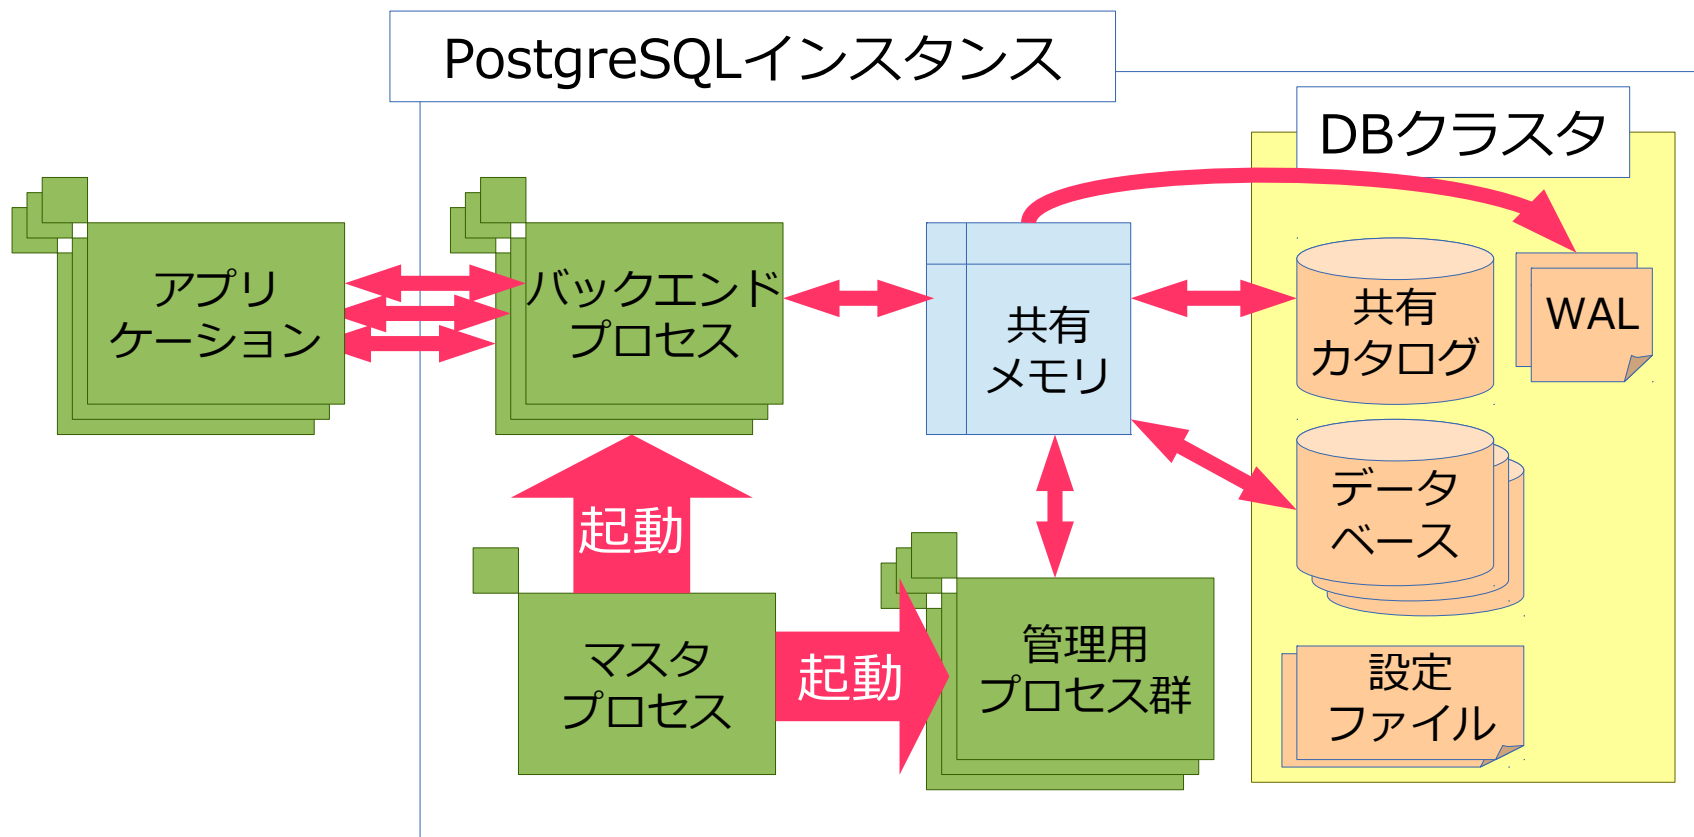 PostgreSQLインスタンス
DBクラスタ
アプリ
ケーション
バックエンド
プロセス
共有
メモリ
共有
カタログ
WAL
データ
ベース
起動
マスタ
プロセス
起動
管理用
プロセス群
設定
ファイル